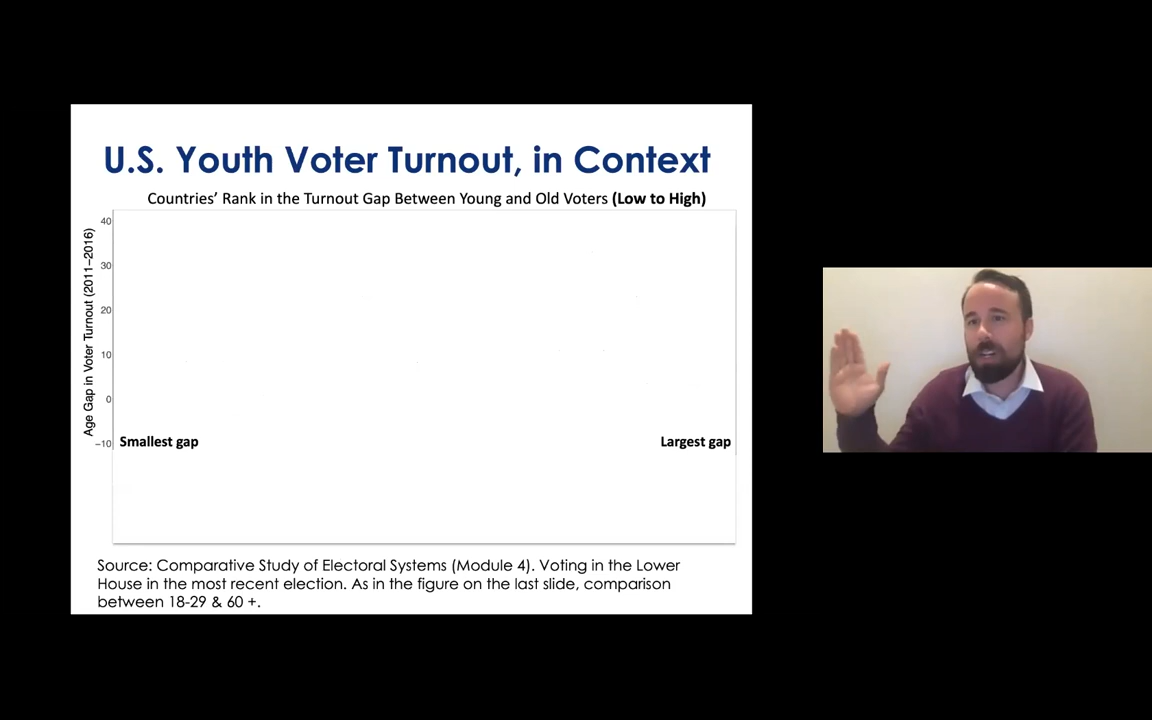 U.S. Youth Voter Turnout, in Context
Countries’ Rank in the Turnout Gap Between Young and Old Voters (Low to High)
Age Gap in Voter Turnout (2011–2016)
40
30
20
10
0
−10
Smallest gap
Largest gap
Source: Comparative Study of Electoral Systems (Module 4). Voting in the Lower
House in the most recent election. As in the figure on the last slide, comparison
between 18-29 & 60 +.